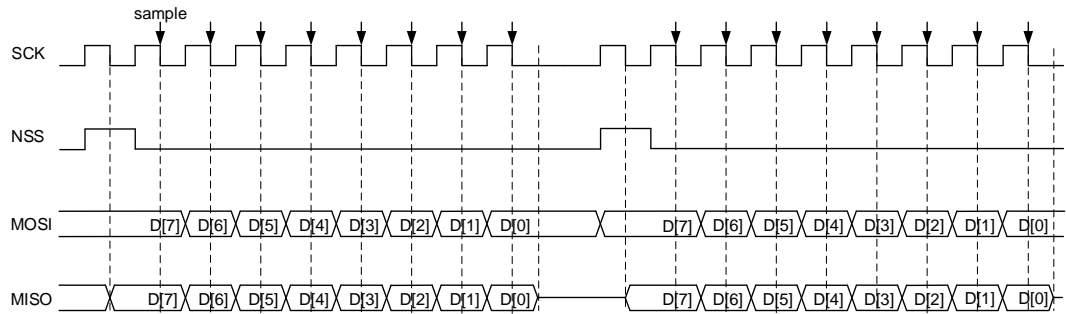 sample
SCK
NSS
MOSI D[7] D[6] D[5] D[4] D[3] D[2] D[1] D[0] D[7] D[6] D[5] D[4] D[3] D[2] D[1] D[0]
MISO D[7] D[6] D[5] D[4] D[3] D[2] D[1] D[0] D[7] D[6] D[5] D[4] D[3] D[2] D[1] D[0]